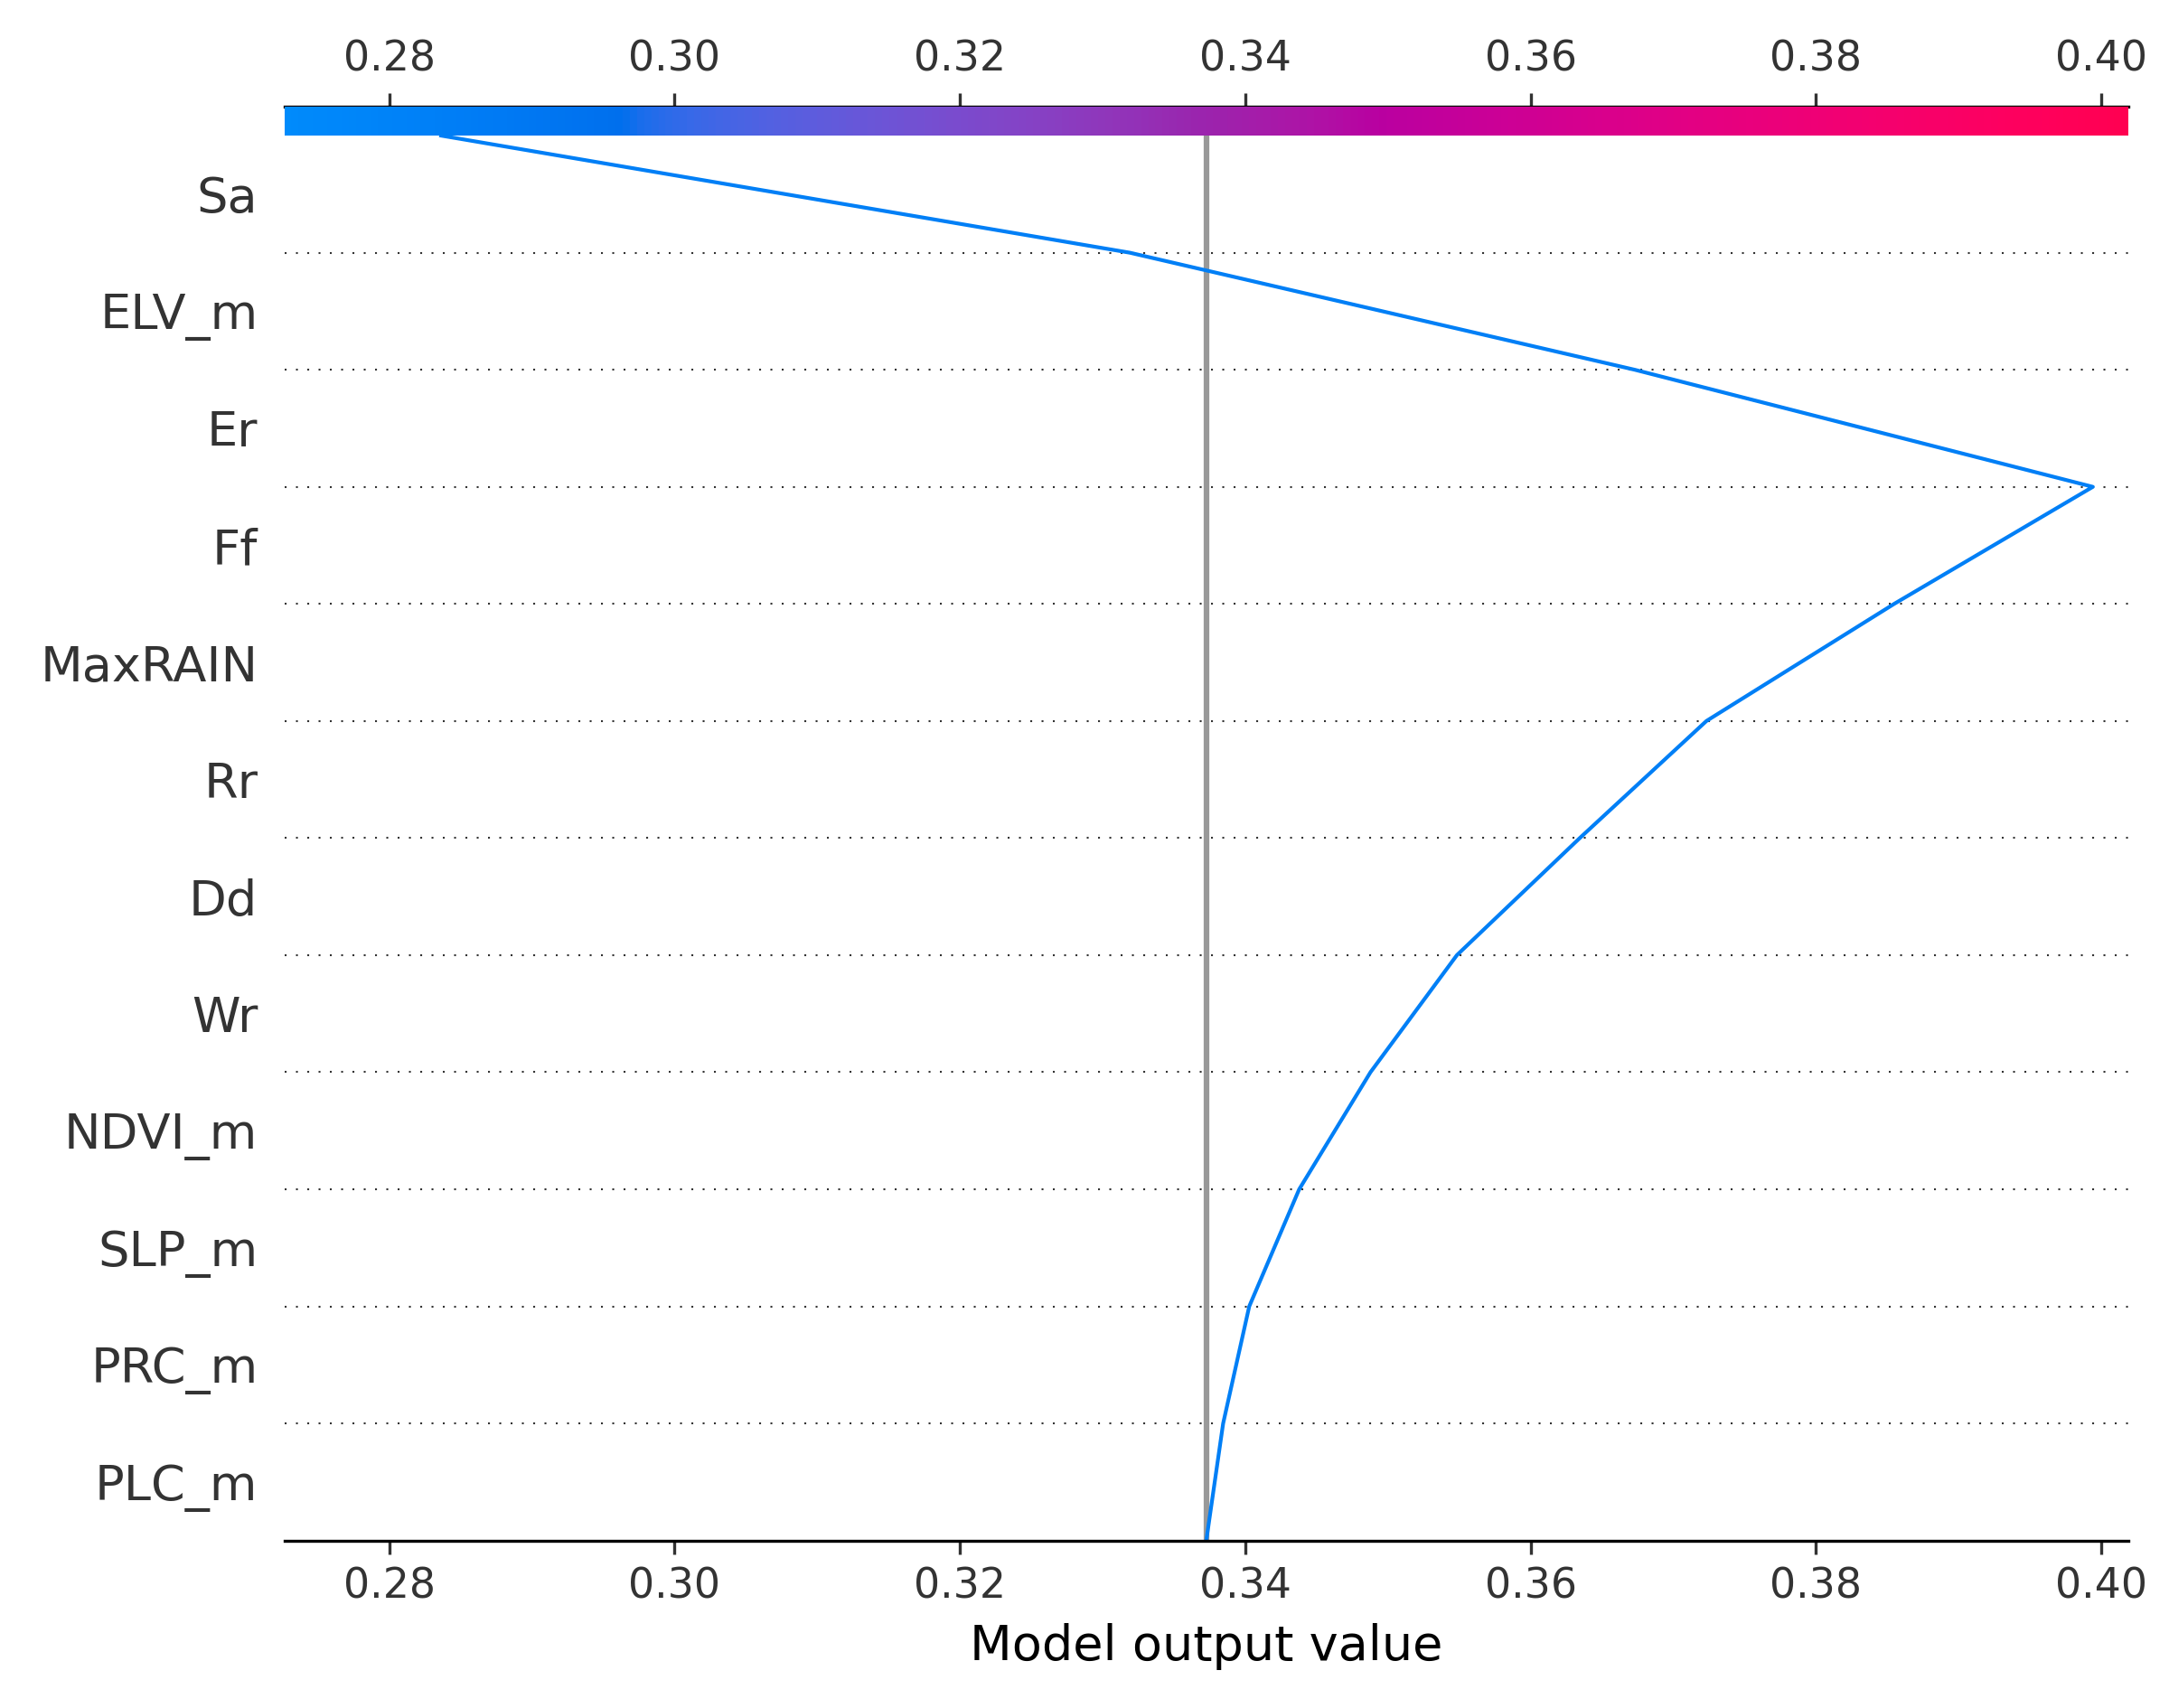 0.28 0.30 0.32 0.34 0.36 0.38 0.40
Sa
ELV_m
Er
Ff
MaxRAIN
Rr
Dd
Wr
NDVI_m
SLP_m
PRC_m
PLC_m
0.28 0.30 0.32 0.34 0.36 0.38 0.40
Model output value